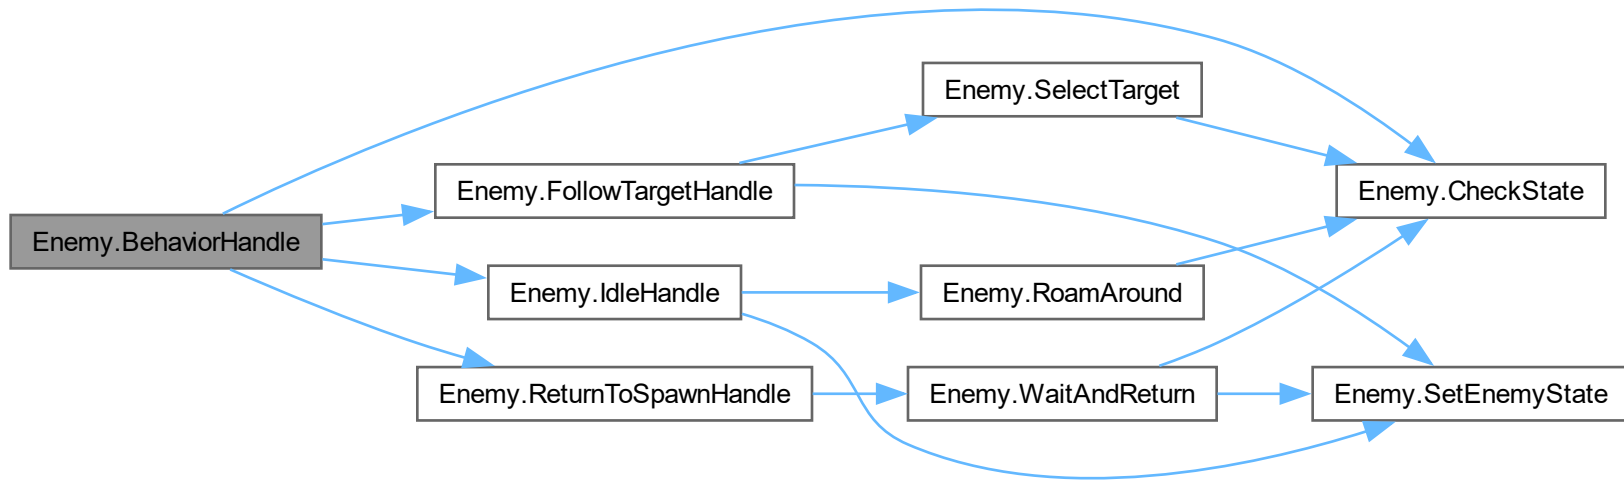 Enemy.BehaviorHandle
Enemy.FollowTargetHandle
Enemy.IdleHandle
Enemy.ReturnToSpawnHandle
Enemy.SelectTarget
Enemy.RoamAround
Enemy.WaitAndReturn
Enemy.CheckState
Enemy.SetEnemyState